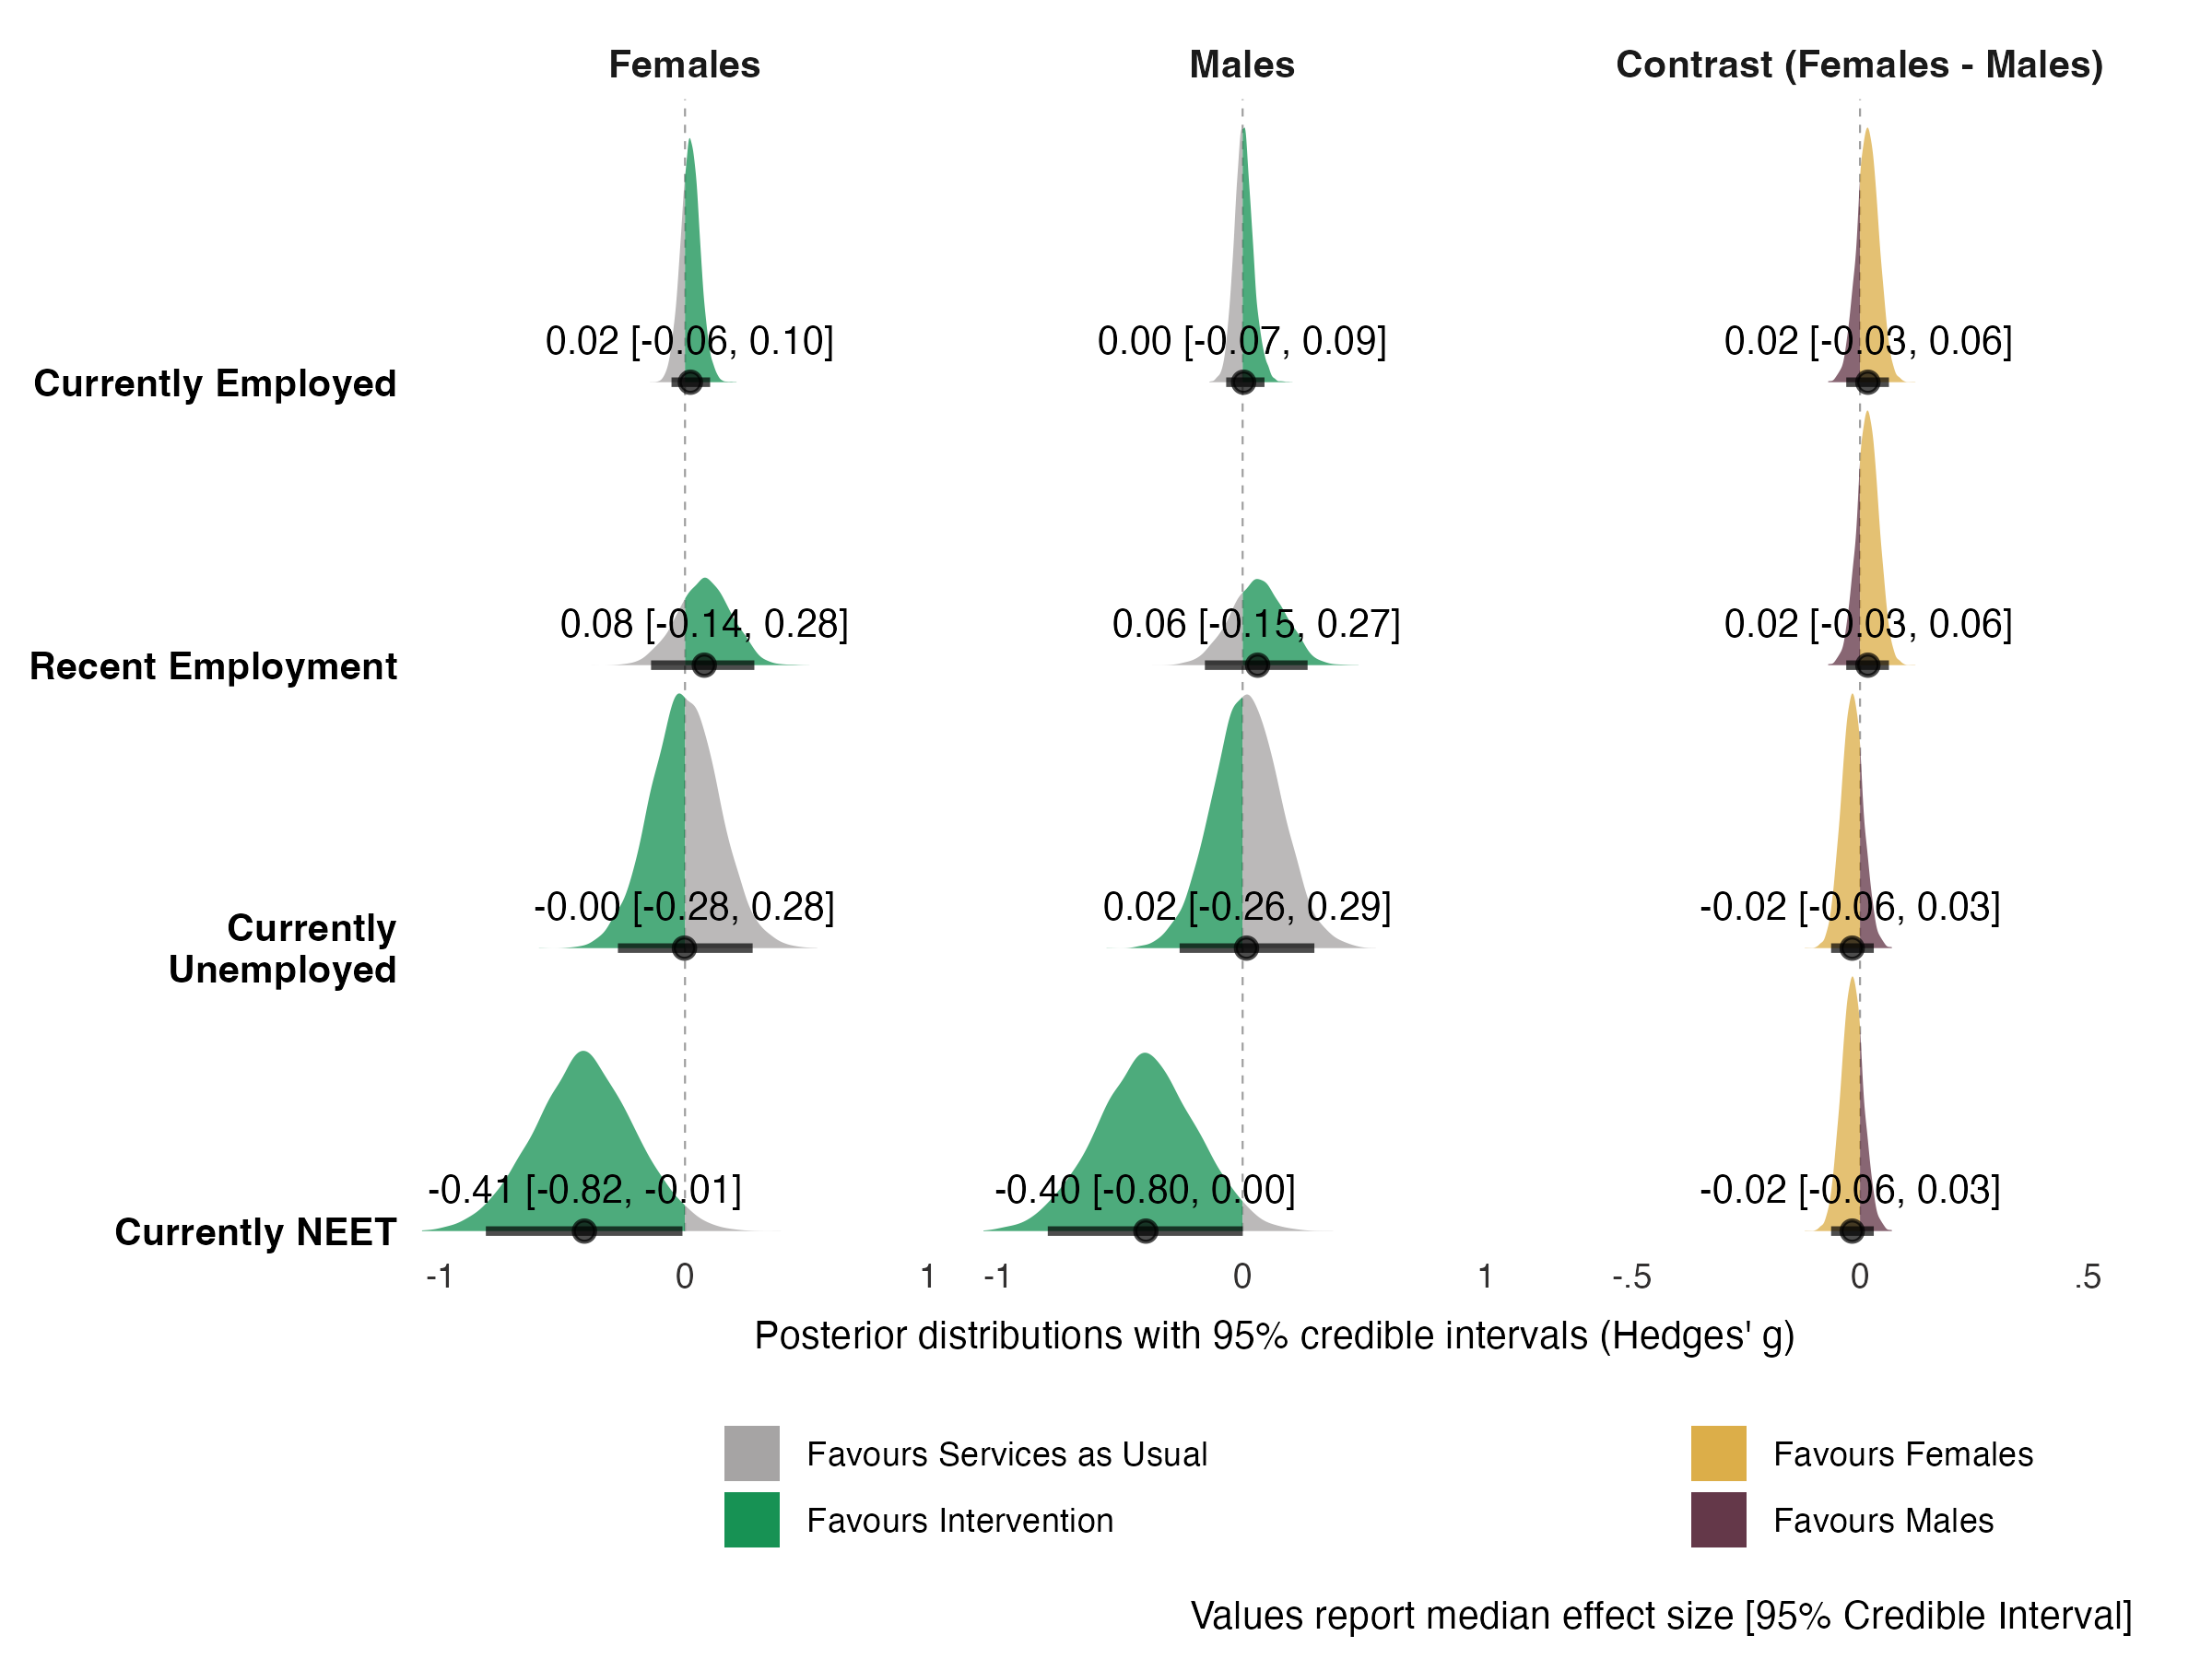 Females Males Contrast (Females - Males)
0.02 [-0.06, 0.10] 0.00 [-0.07, 0.09] 0.02 [-0.03, 0.06]
Currently Employed
0.08 [-0.14, 0.28] 0.06 [-0.15, 0.27] 0.02 [-0.03, 0.06]
Recent Employment
-0.00 [-0.28, 0.28] 0.02 [-0.26, 0.29] -0.02 [-0.06, 0.03]
Currently
Unemployed
-0.41 [-0.82, -0.01] -0.40 [-0.80, 0.00] -0.02 [-0.06, 0.03]
Currently NEET
-1 0 1 -1 0 1 -.5 0 .5
Posterior distributions with 95% credible intervals (Hedges' g)
Favours Services as Usual Favours Females
Favours Intervention Favours Males
Values report median effect size [95% Credible Interval]